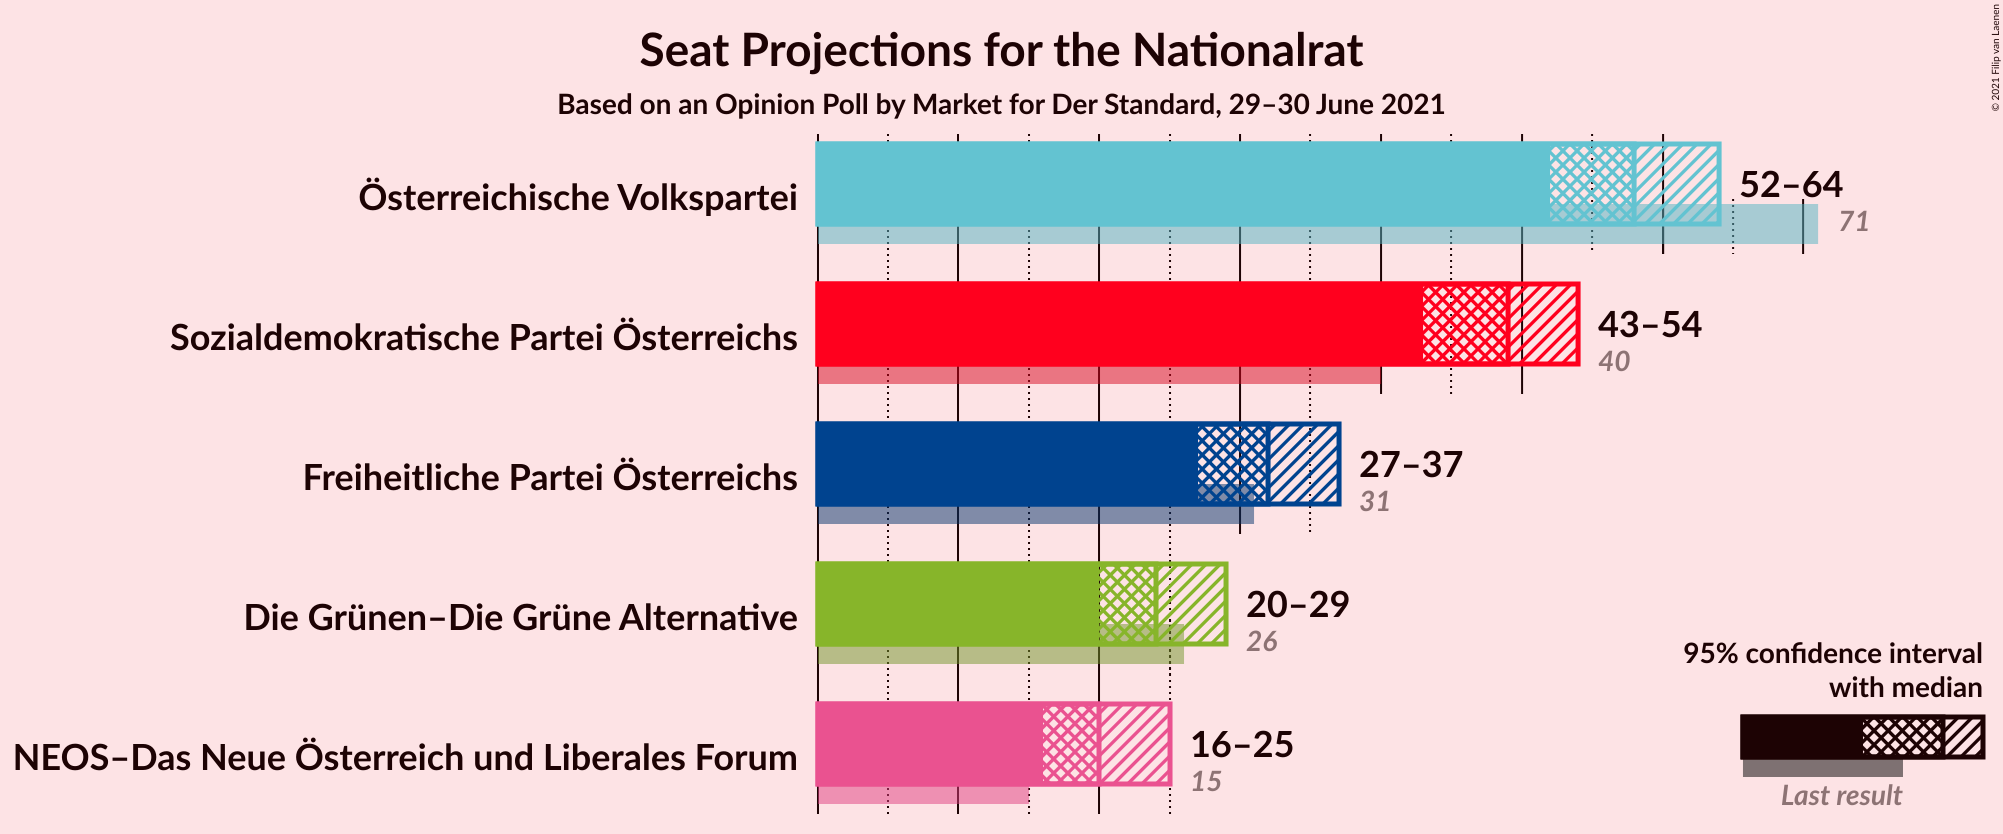 Seat Projections for the Nationalrat
Based on an Opinion Poll by Market for Der Standard, 29–30 June 2021
© 2021 Filip van Laenen
Österreichische Volkspartei
52–64
71
Sozialdemokratische Partei Österreichs
43–54
40
Freiheitliche Partei Österreichs
27–37
31
Die Grünen–Die Grüne Alternative
20–29
26
NEOS–Das Neue Österreich und Liberales Forum
16–25
15
95% confidence interval
with median
Last result